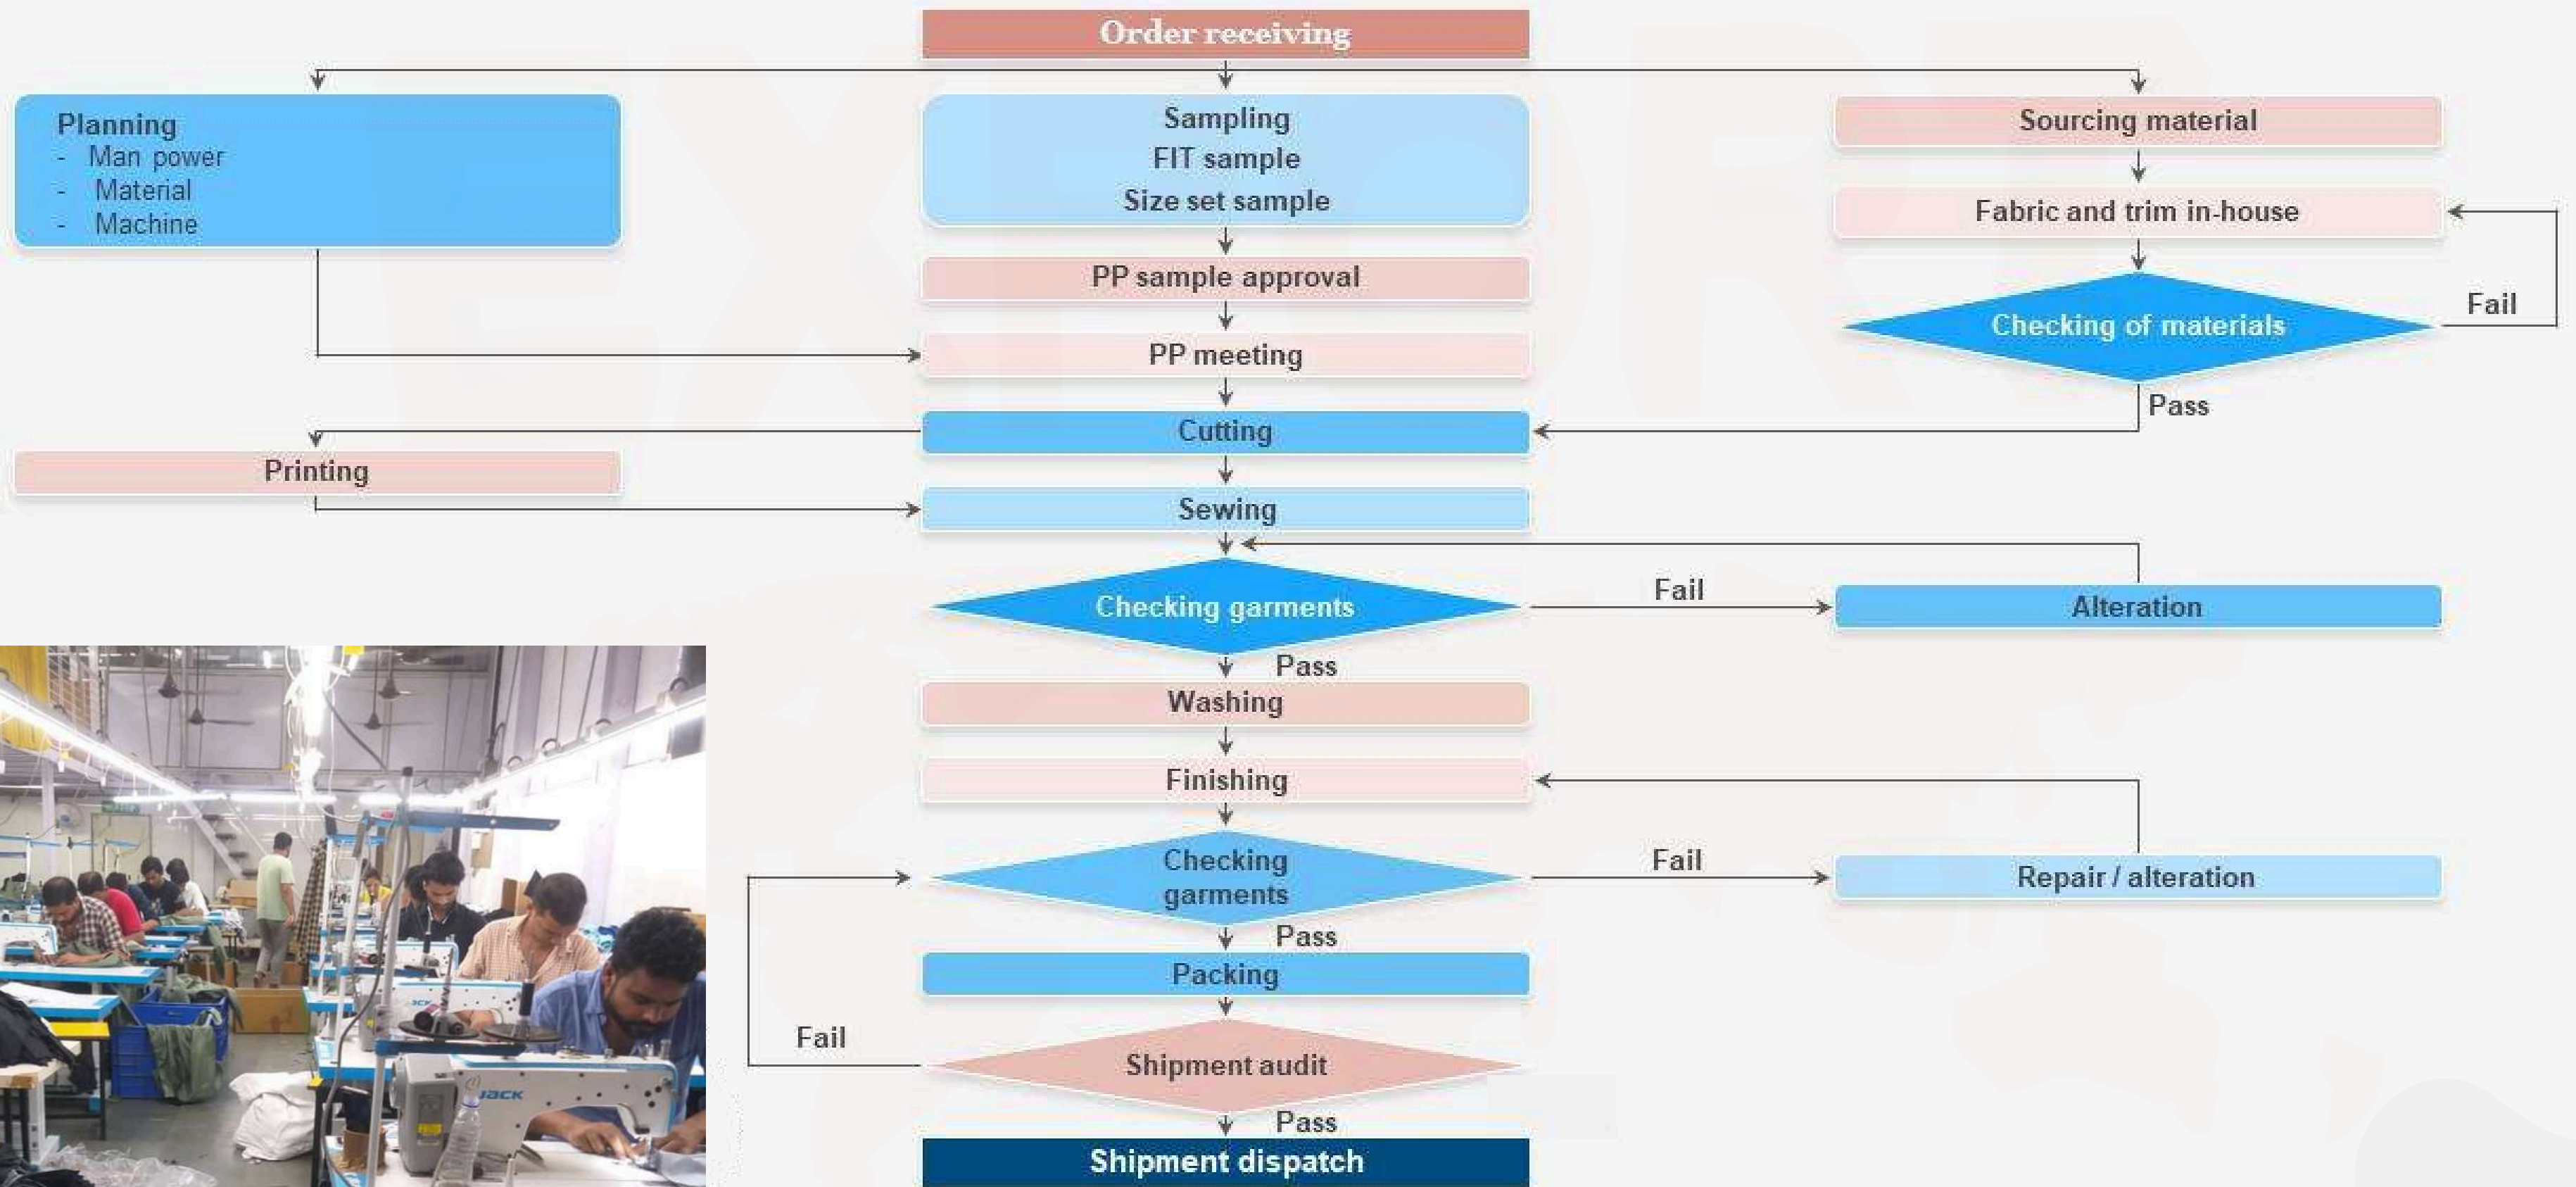 Order receiving
Planning
- Man power
- Material
- Machine
Sampling
FIT sample
Size set sample
Sourcing material
Fabric and trim in-house
PP sample approval
Checking of materials
Fail
PP meeting
Pass
Cutting
Printing
Sewing
Checking garments
Fail
Alteration
Pass
Washing
Finishing
Checking
garments
Fail
Repair / alteration
Pass
Packing
Fail
Shipment audit
Pass
Shipment dispatch
JACK